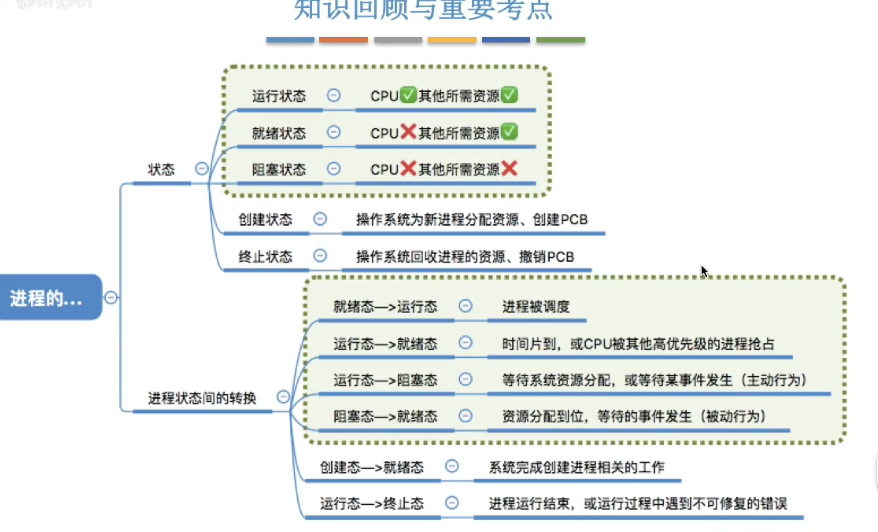 知识回顾与重要考点
运行状态 CPU✅其他所需资源✅
就绪状态 CPU❌其他所需资源✅
状态
阻塞状态 CPU❌其他所需资源❌
创建状态 操作系统为新进程分配资源、创建PCB
终止状态 操作系统回收进程的资源、撤销PCB
进程的...
就绪态—>运行态 进程被调度
运行态—>就绪态 时间片到，或CPU被其他高优先级的进程抢占
运行态—>阻塞态 等待系统资源分配，或等待某事件发生（主动行为）
进程状态间的转换
阻塞态—>就绪态 资源分配到位，等待的事件发生（被动行为）
创建态—>就绪态 系统完成创建进程相关的工作
运行态—>终止态 进程运行结束，或运行过程中遇到不可修复的错误